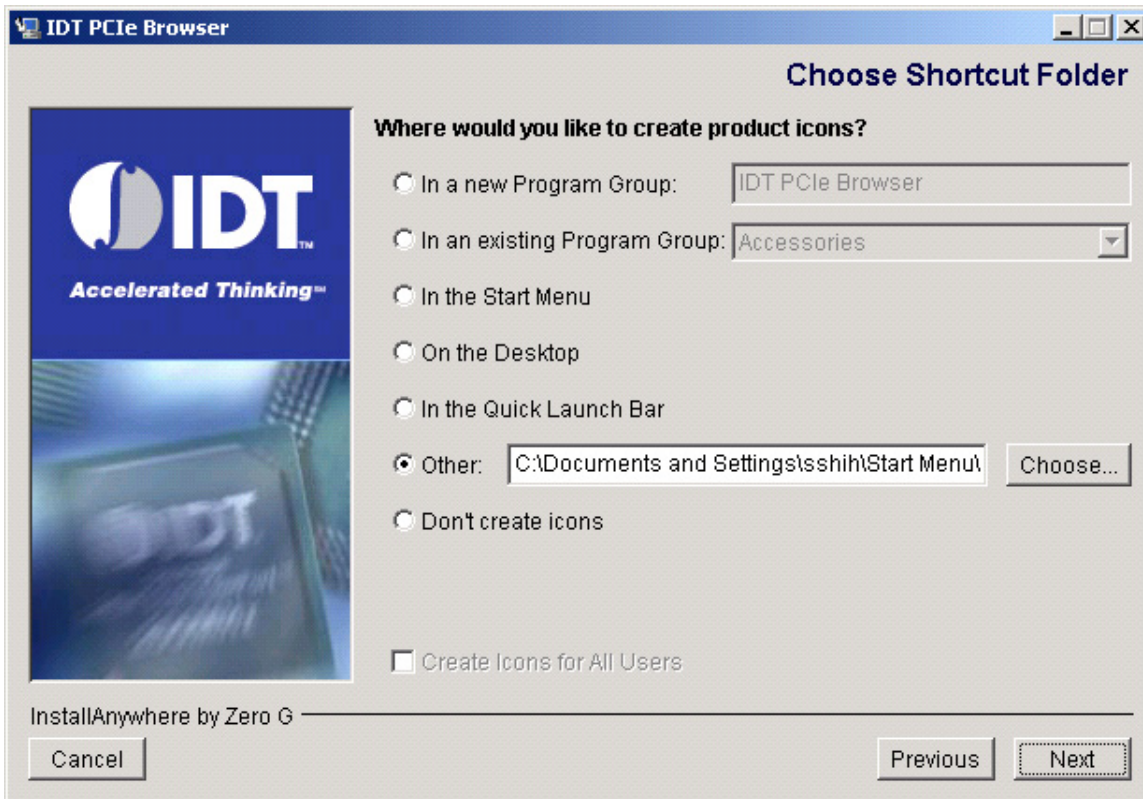 IDT PCIe Browser
Choose Shortcut Folder
IDT™
Accelerated Thinking℠
IDT
Where would you like to create product icons?
In a new Program Group: IDT PCIe Browser
In an existing Program Group: Accessories
In the Start Menu
On the Desktop
In the Quick Launch Bar
Other: C:\Documents and Settings\sshih\Start Menu\ Choose...
Don't create icons
Create Icons for All Users
InstallAnywhere by Zero G
Cancel Previous Next